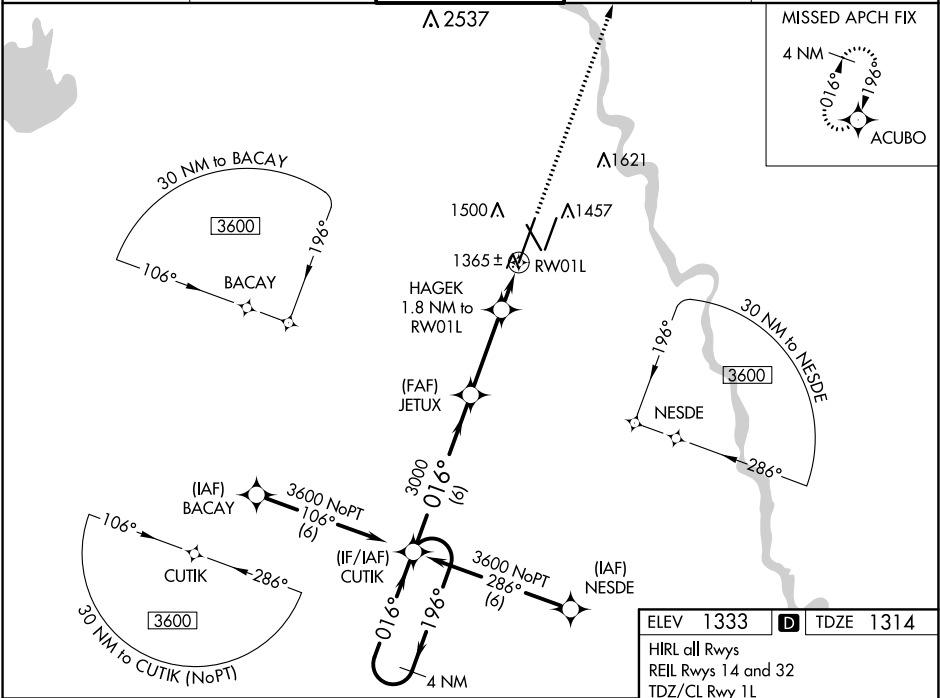 2537
MISSED APCH FIX
4 NM
016°
196°
ACUBO
30 NM to BACAY
3600
196°
106°
BACAY
1621
1500
1457
1365 ±
RW01L
HAGEK
1.8 NM to
RW01L
30 NM to NESDE
196°
3600
NESDE
286°
(FAF)
JETUX
3000
016°
(6)
(IAF)
BACAY
3600 NoPT
106°
(6)
(IF/IAF)
CUTIK
3600 NoPT
286°
(6)
(IAF)
NESDE
106°
CUTIK
286°
3600
30 NM to CUTIK (NoPT)
016°
196°
4 NM
ELEV 1333 D TDZE 1314
HIRL all Rwys
REIL Rwys 14 and 32
TDZ/CL Rwy 1L